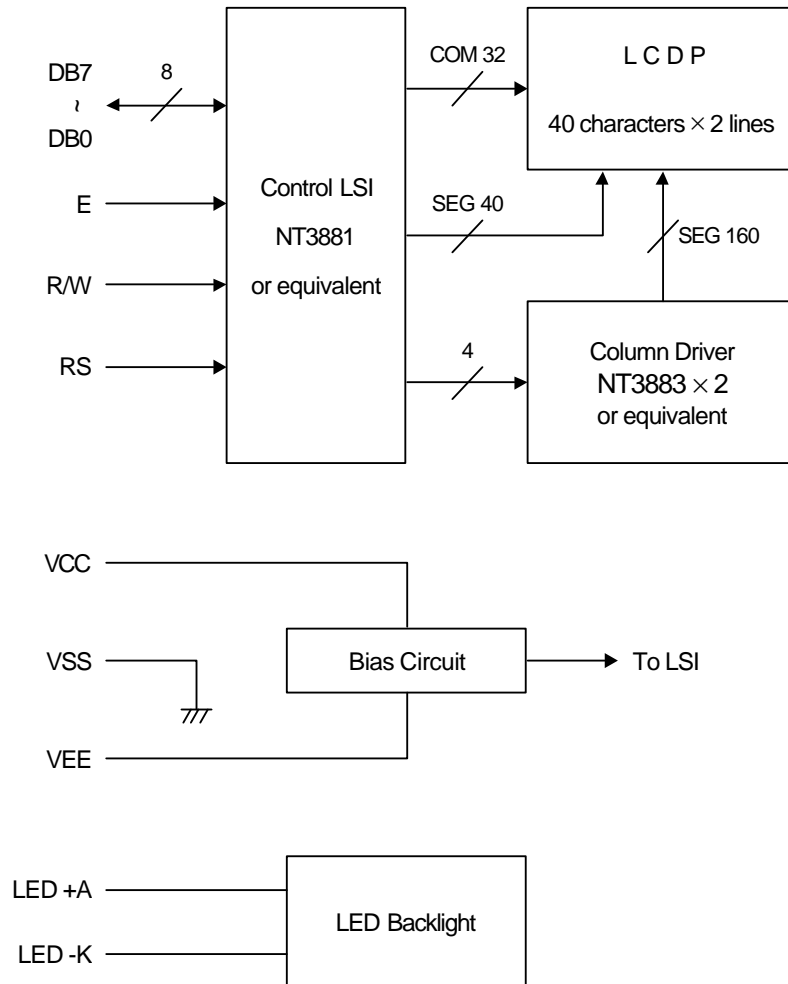 DB7
~
DB0
8
E
R/W
RS
Control LSI
NT3881
or equivalent
COM 32
SEG 40
4
L C D P
40 characters × 2 lines
SEG 160
Column Driver
NT3883 × 2
or equivalent
VCC
VSS
VEE
Bias Circuit
To LSI
LED +A
LED -K
LED Backlight